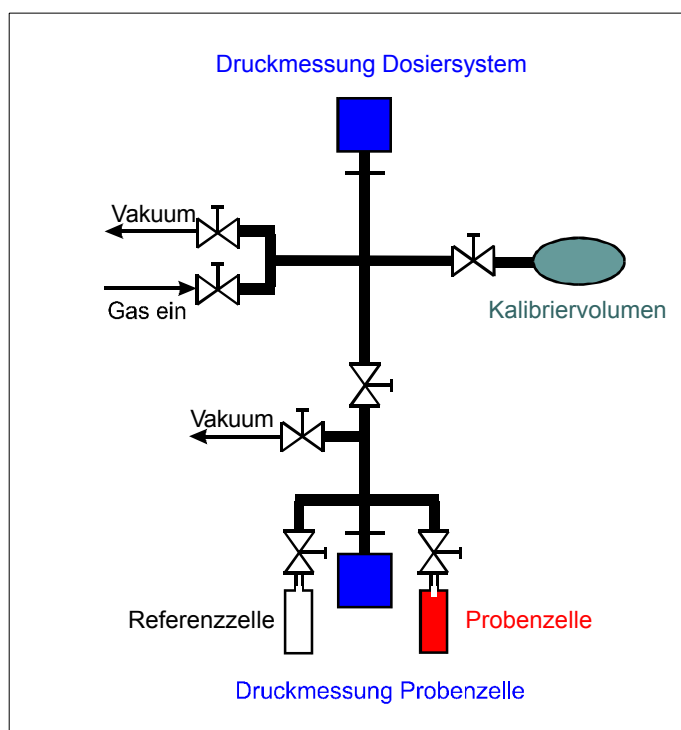 Druckmessung Dosiersystem
Vakuum
Gas ein
Kalibriervolumen
Vakuum
Referenzzelle
Probenzelle
Druckmessung Probenzelle